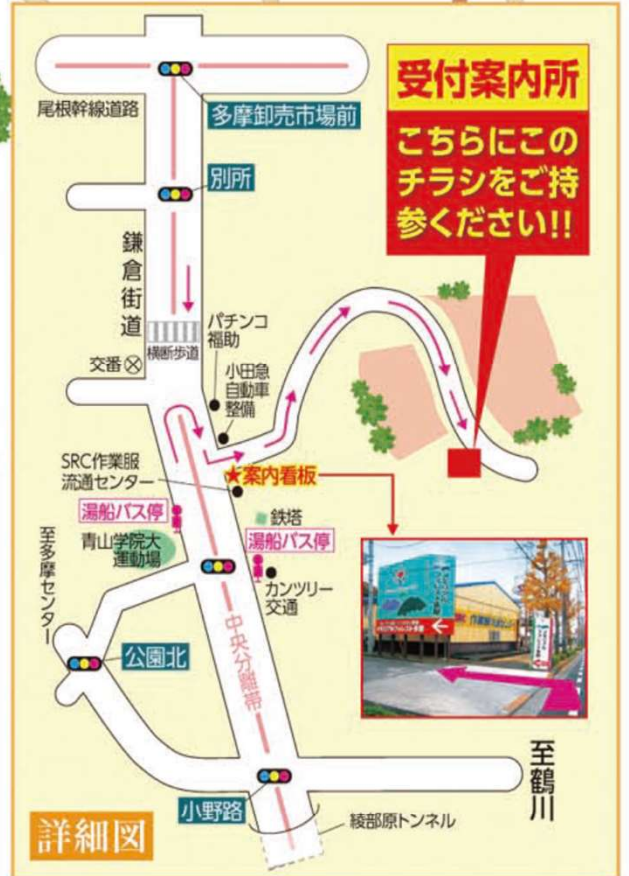 尾根幹線道路
多摩卸売市場前
受付案内所
こちらにこの
チラシをご持
参ください!!
別所
鎌倉街道
横断歩道
交番
パチンコ
福助
小田急
自動車
整備
SRC作業服
流通センター
★案内看板
湯船バス停
鉄塔
青山学院大
運動場
湯船バス停
カンツリー
交通
至多摩センター
公園北
中央分離帯
至鶴川
小野路
綾部原トンネル
詳細図